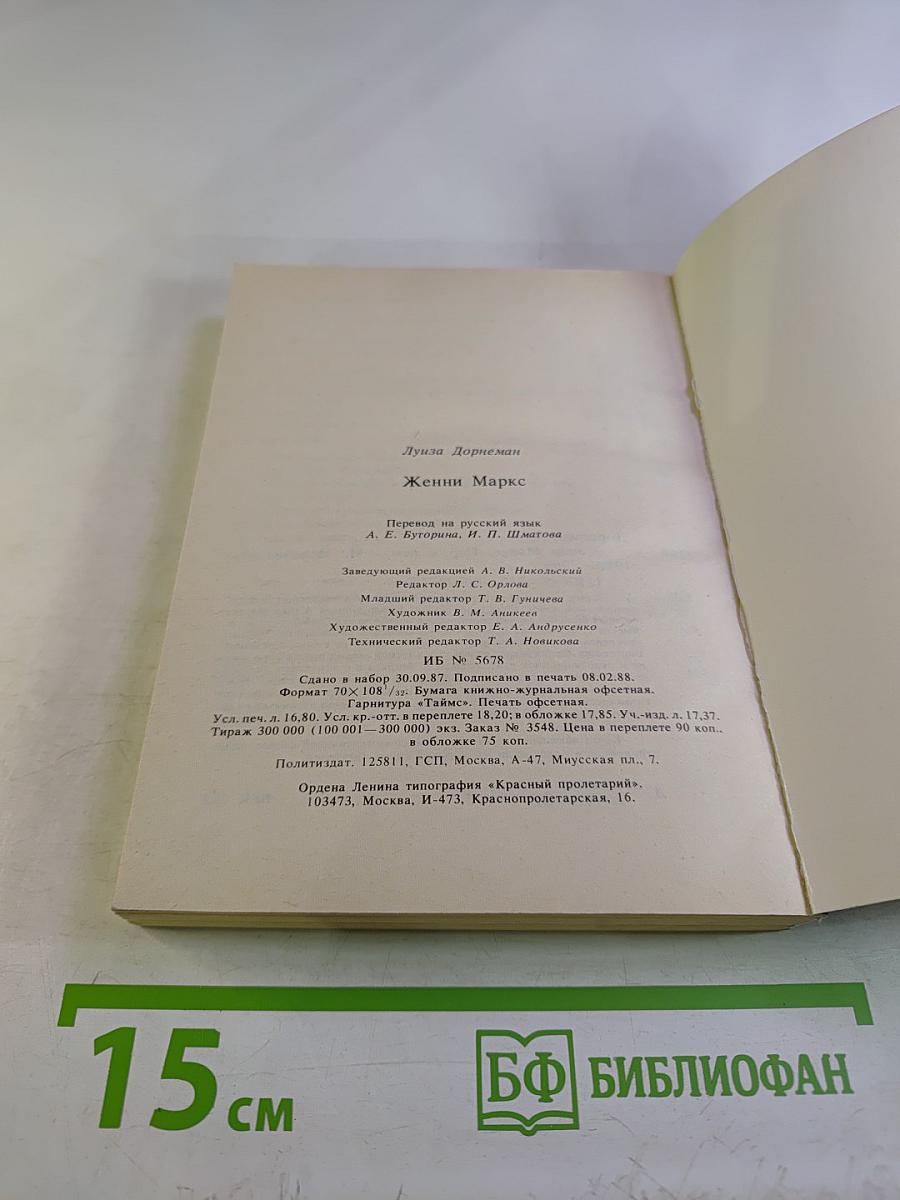 Луиза Дорнеман
Женни Маркс
Перевод на русский язык
А. Е. Буторина, И. П. Шматова
Заведующий редакцией А. В. Никольский
Редактор Л. С. Орлова
Младший редактор Т. В. Гуничева
Художник В. М. Аникеев
Художественный редактор Е. А. Андрусенко
Технический редактор Т. А. Новикова
ИБ № 5678
Сдано в набор 30.09.87. Подписано в печать 08.02.88.
Формат 70×108¹/₃₂. Бумага книжно-журнальная офсетная.
Гарнитура «Таймс». Печать офсетная.
Усл. печ. л. 16,80. Усл. кр.-отт. в переплете 18,20; в обложке 17,85. Уч.-изд. л. 17,37.
Тираж 300 000 (100 001—300 000) экз. Заказ № 3548. Цена в переплете 90 коп.,
в обложке 75 коп.
Политиздат. 125811, ГСП, Москва, А-47, Миусская пл., 7.
Ордена Ленина типография «Красный пролетарий».
103473, Москва, И-473, Краснопролетарская, 16.
15 см
БФ БИБЛИОФАН